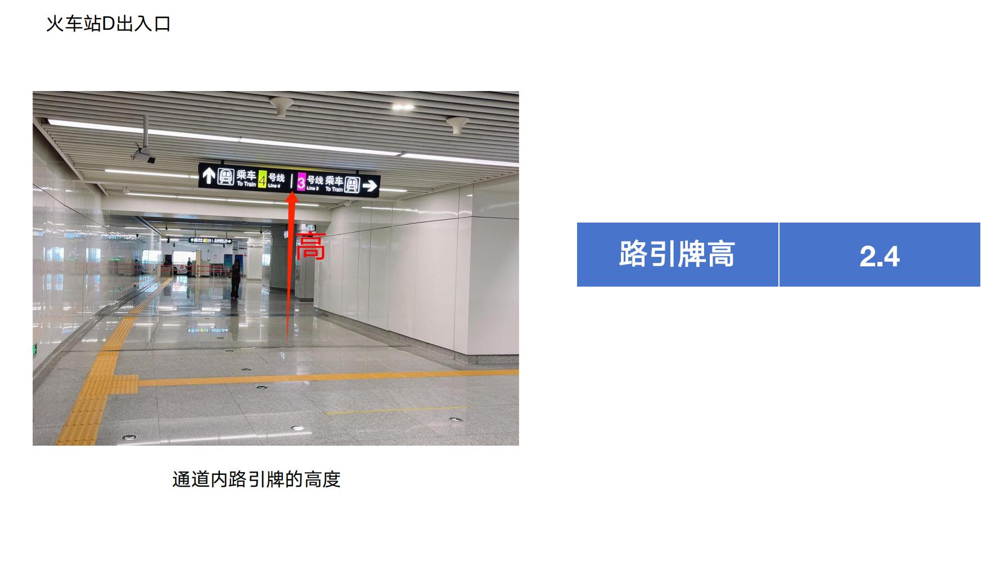 火车站D出入口
乘车 4 号线 3 号线 乘车
To Train Line 4 Line 3 To Train
高
路引牌高 2.4
通道内路引牌的高度